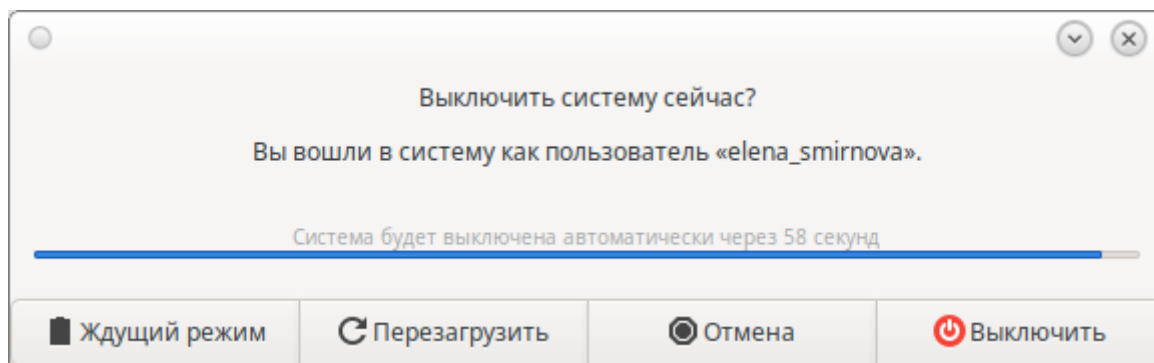 Выключить систему сейчас?
Вы вошли в систему как пользователь «elena_smirnova».
Система будет выключена автоматически через 58 секунд
Ждущий режим
Перезагрузить
Отмена
Выключить